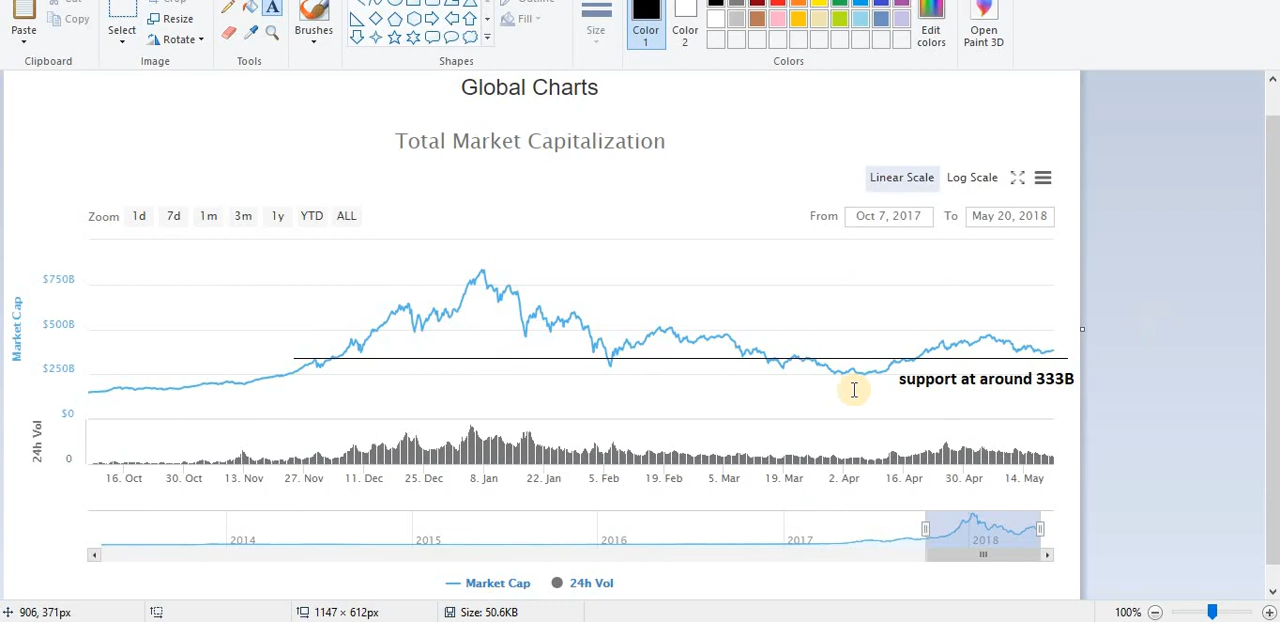 Cut
Crop
Outline
Paste
Copy
Select
Resize
Rotate
A
Brushes
Fill
Size
Color
1
Color
2
Edit
colors
Open
Paint 3D
Clipboard
Image
Tools
Shapes
Colors
Global Charts
Total Market Capitalization
Linear Scale
Log Scale
Zoom 1d 7d 1m 3m 1y YTD ALL
From Oct 7, 2017 To May 20, 2018
Market Cap
$750B
$500B
$250B
$0
support at around 333B
24h Vol
0
16. Oct 30. Oct 13. Nov 27. Nov 11. Dec 25. Dec 8. Jan 22. Jan 5. Feb 19. Feb 5. Mar 19. Mar 2. Apr 16. Apr 30. Apr 14. May
2014 2015 2016 2017 2018
Market Cap 24h Vol
906, 371px
1147 × 612px
Size: 50.6KB
100%